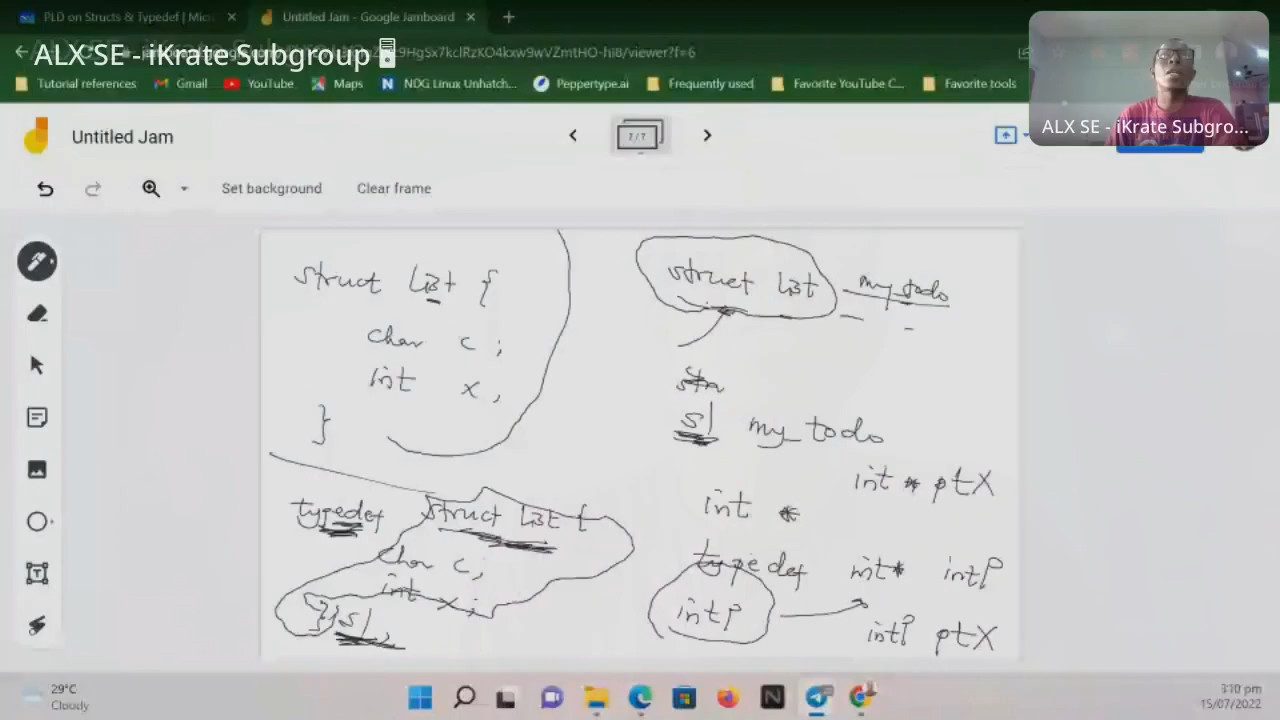 PLD on Structs & Typedef | Micr
Untitled Jam - Google Jamboard
ALX SE - iKrate Subgroup
Tutorial references
Gmail
YouTube
Maps
NDG Linux Unhatch...
Peppertype.ai
Frequently used
Favorite YouTube C...
Favorite tools
ALX SE - iKrate Subgro...
Untitled Jam
7 / 7
Set background
Clear frame
struct list {
char c ;
int x ,
}
typedef struct list {
char c;
int x;
}sl,
struct list my_todo
sl my_todo
int * ptX
int *
typedef int* intP
intP
intP ptX
29°C
Cloudy
3:10 pm
15/07/2022